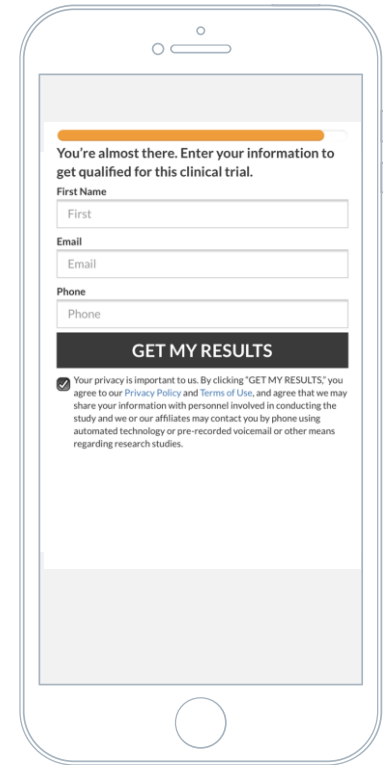 You're almost there. Enter your information to
get qualified for this clinical trial.
First Name
First
Email
Email
Phone
Phone
GET MY RESULTS
Your privacy is important to us. By clicking "GET MY RESULTS," you
agree to our Privacy Policy and Terms of Use, and agree that we may
share your information with personnel involved in conducting the
study and we or our affiliates may contact you by phone using
automated technology or pre-recorded voicemail or other means
regarding research studies.